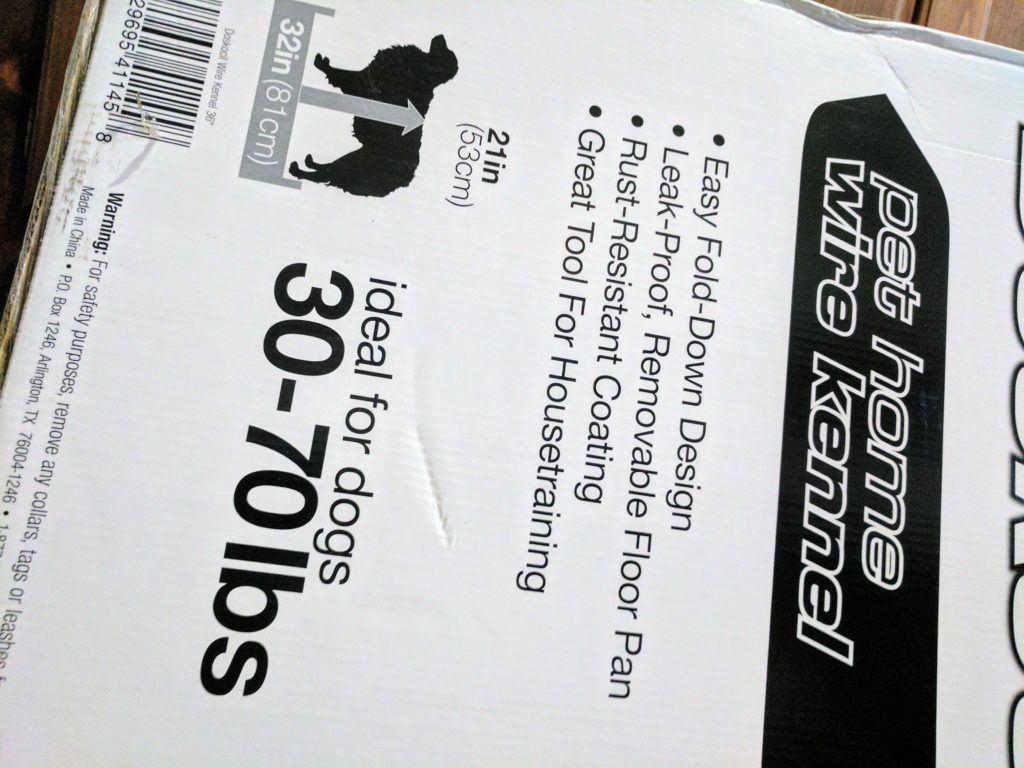 pet home
wire kennel
• Easy Fold-Down Design
• Leak-Proof, Removable Floor Pan
• Rust-Resistant Coating
• Great Tool For Housetraining
21in
(53cm)
32in (81cm)
ideal for dogs
30-70lbs
Doskocil Wire Kennel 36"
29695 41145 8
Warning: For safety purposes, remove any collars, tags or leashes
Made in China • P.O. Box 1246, Arlington, TX 76004-1246 •